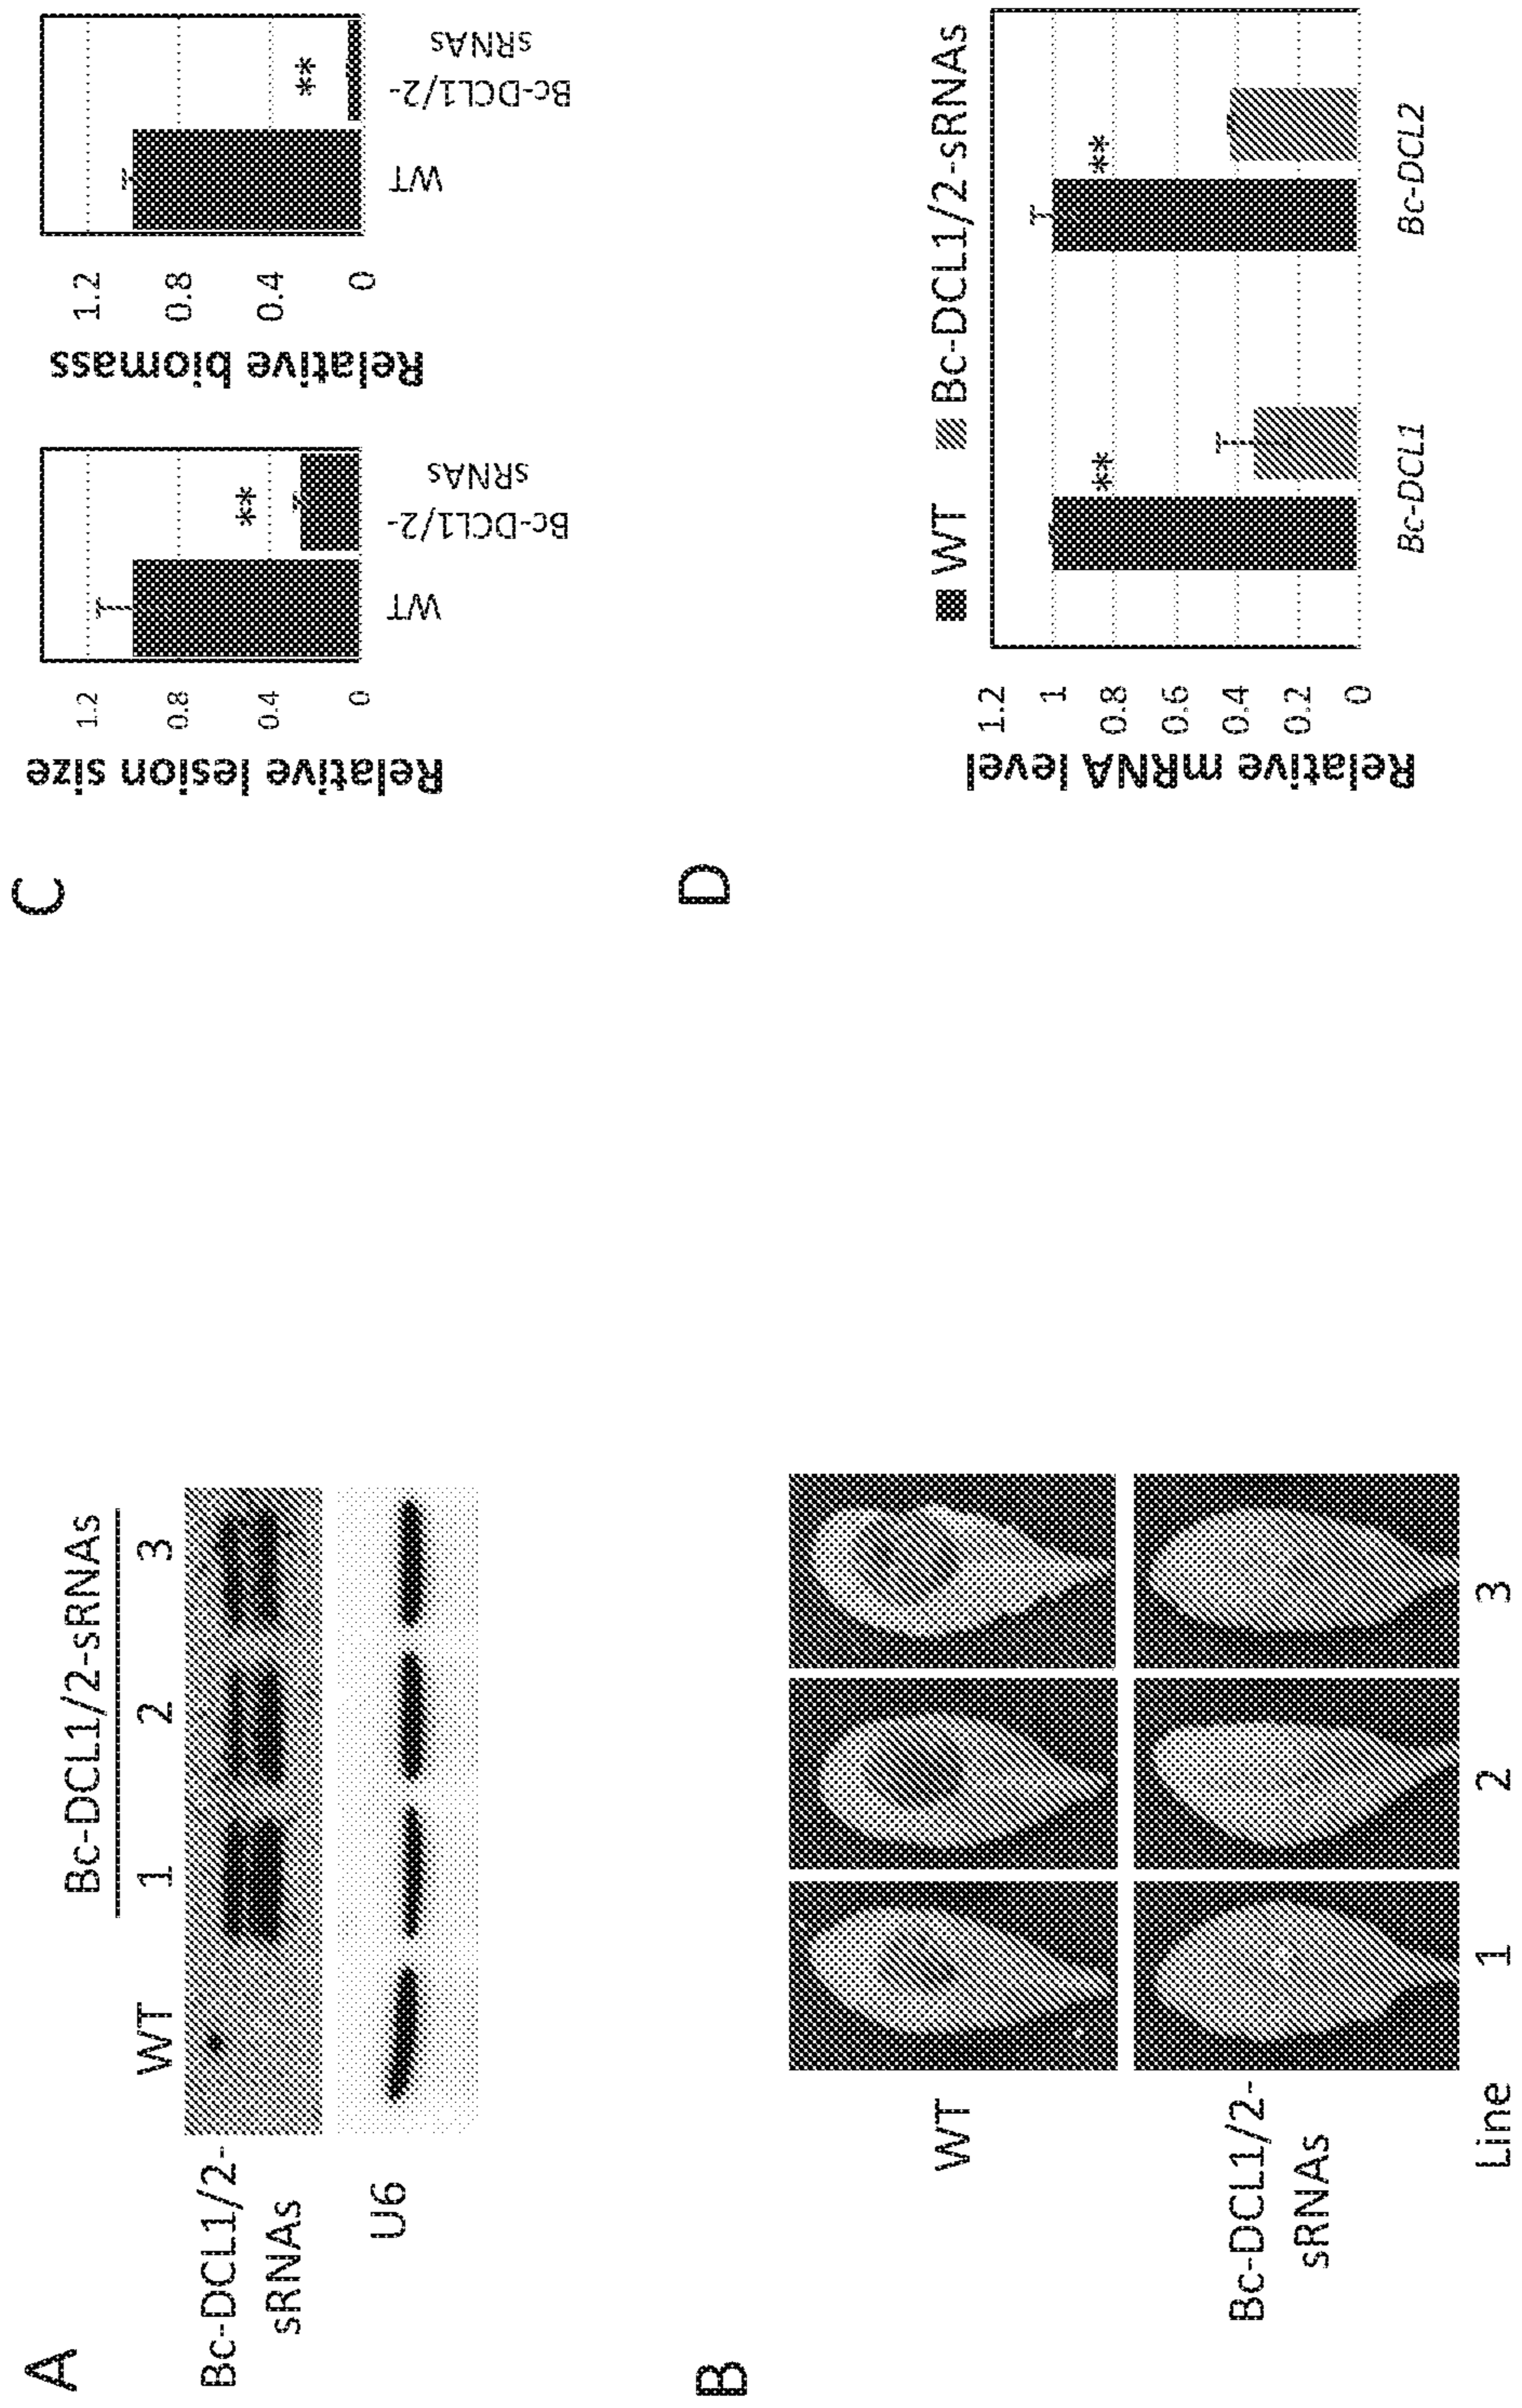 A
Bc-DCL1/2-sRNAs
WT 1 2 3
Bc-DCL1/2-
sRNAs
U6
B
WT
Bc-DCL1/2-
sRNAs
Line 1 2 3
C
Relative lesion size
1.2
0.8
0.4
0
**
WT
Bc-DCL1/2-
sRNAs
Relative biomass
1.2
0.8
0.4
0
**
WT
Bc-DCL1/2-
sRNAs
D
WT Bc-DCL1/2-sRNAs
Relative mRNA level
1.2
1
0.8
0.6
0.4
0.2
0
** **
Bc-DCL1 Bc-DCL2